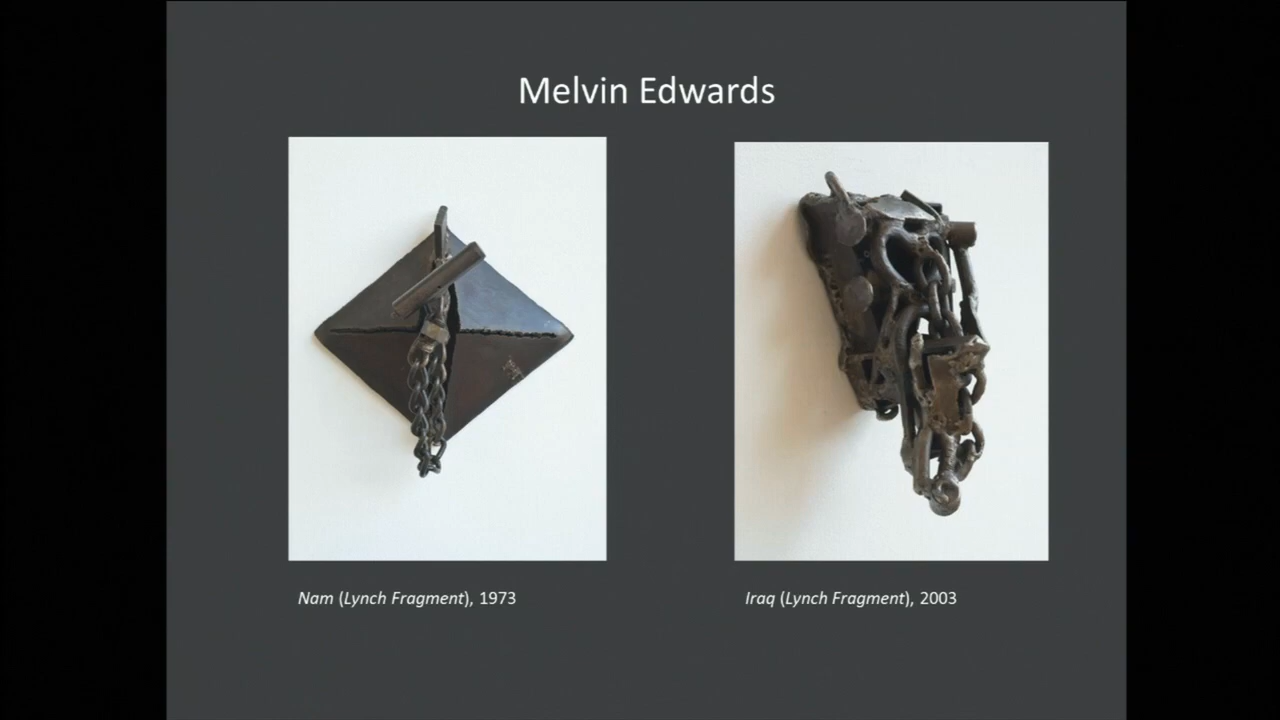 Melvin Edwards
Nam (Lynch Fragment), 1973
Iraq (Lynch Fragment), 2003